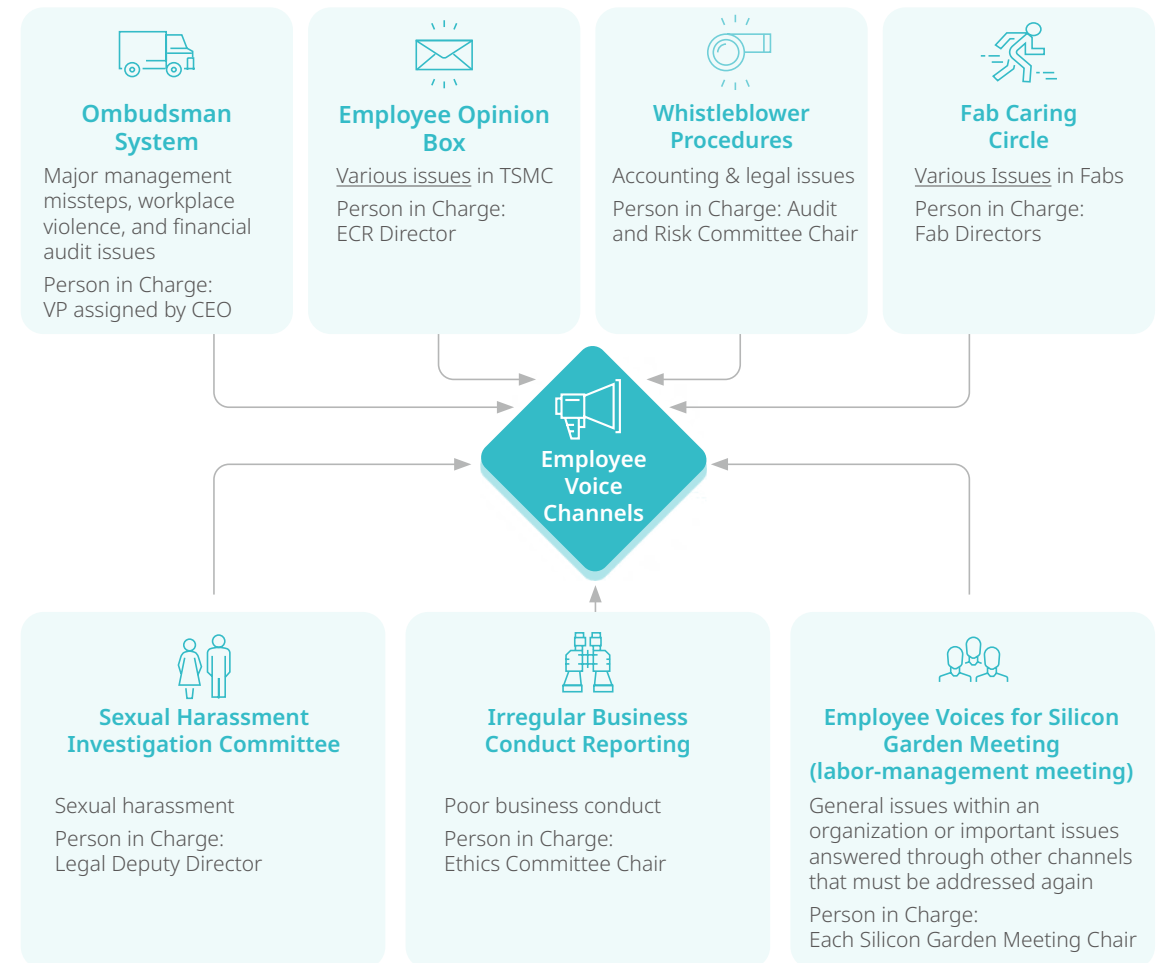 Ombudsman
System
Major management
missteps, workplace
violence, and financial
audit issues
Person in Charge:
VP assigned by CEO
Employee Opinion
Box
Various issues in TSMC
Person in Charge:
ECR Director
Whistleblower
Procedures
Accounting & legal issues
Person in Charge: Audit
and Risk Committee Chair
Fab Caring
Circle
Various Issues in Fabs
Person in Charge:
Fab Directors
Employee
Voice
Channels
Sexual Harassment
Investigation Committee
Sexual harassment
Person in Charge:
Legal Deputy Director
Irregular Business
Conduct Reporting
Poor business conduct
Person in Charge:
Ethics Committee Chair
Employee Voices for Silicon
Garden Meeting
(labor-management meeting)
General issues within an
organization or important issues
answered through other channels
that must be addressed again
Person in Charge:
Each Silicon Garden Meeting Chair